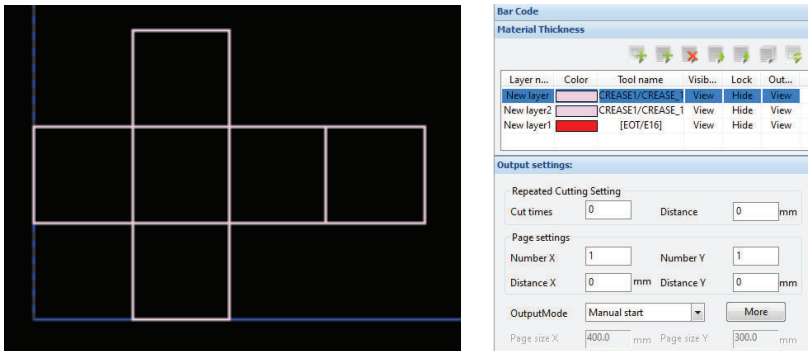 Bar Code
Material Thickness
Layer n... Color Tool name Visib... Lock Out...
New layer CREASE1/CREASE_1 View Hide View
New layer2 CREASE1/CREASE_1 View Hide View
New layer1 [EOT/E16] View Hide View
Output settings:
Repeated Cutting Setting
Cut times 0 Distance 0 mm
Page settings
Number X 1 Number Y 1
Distance X 0 mm Distance Y 0 mm
OutputMode Manual start More
Page size X 400.0 mm Page size Y 300.0 mm